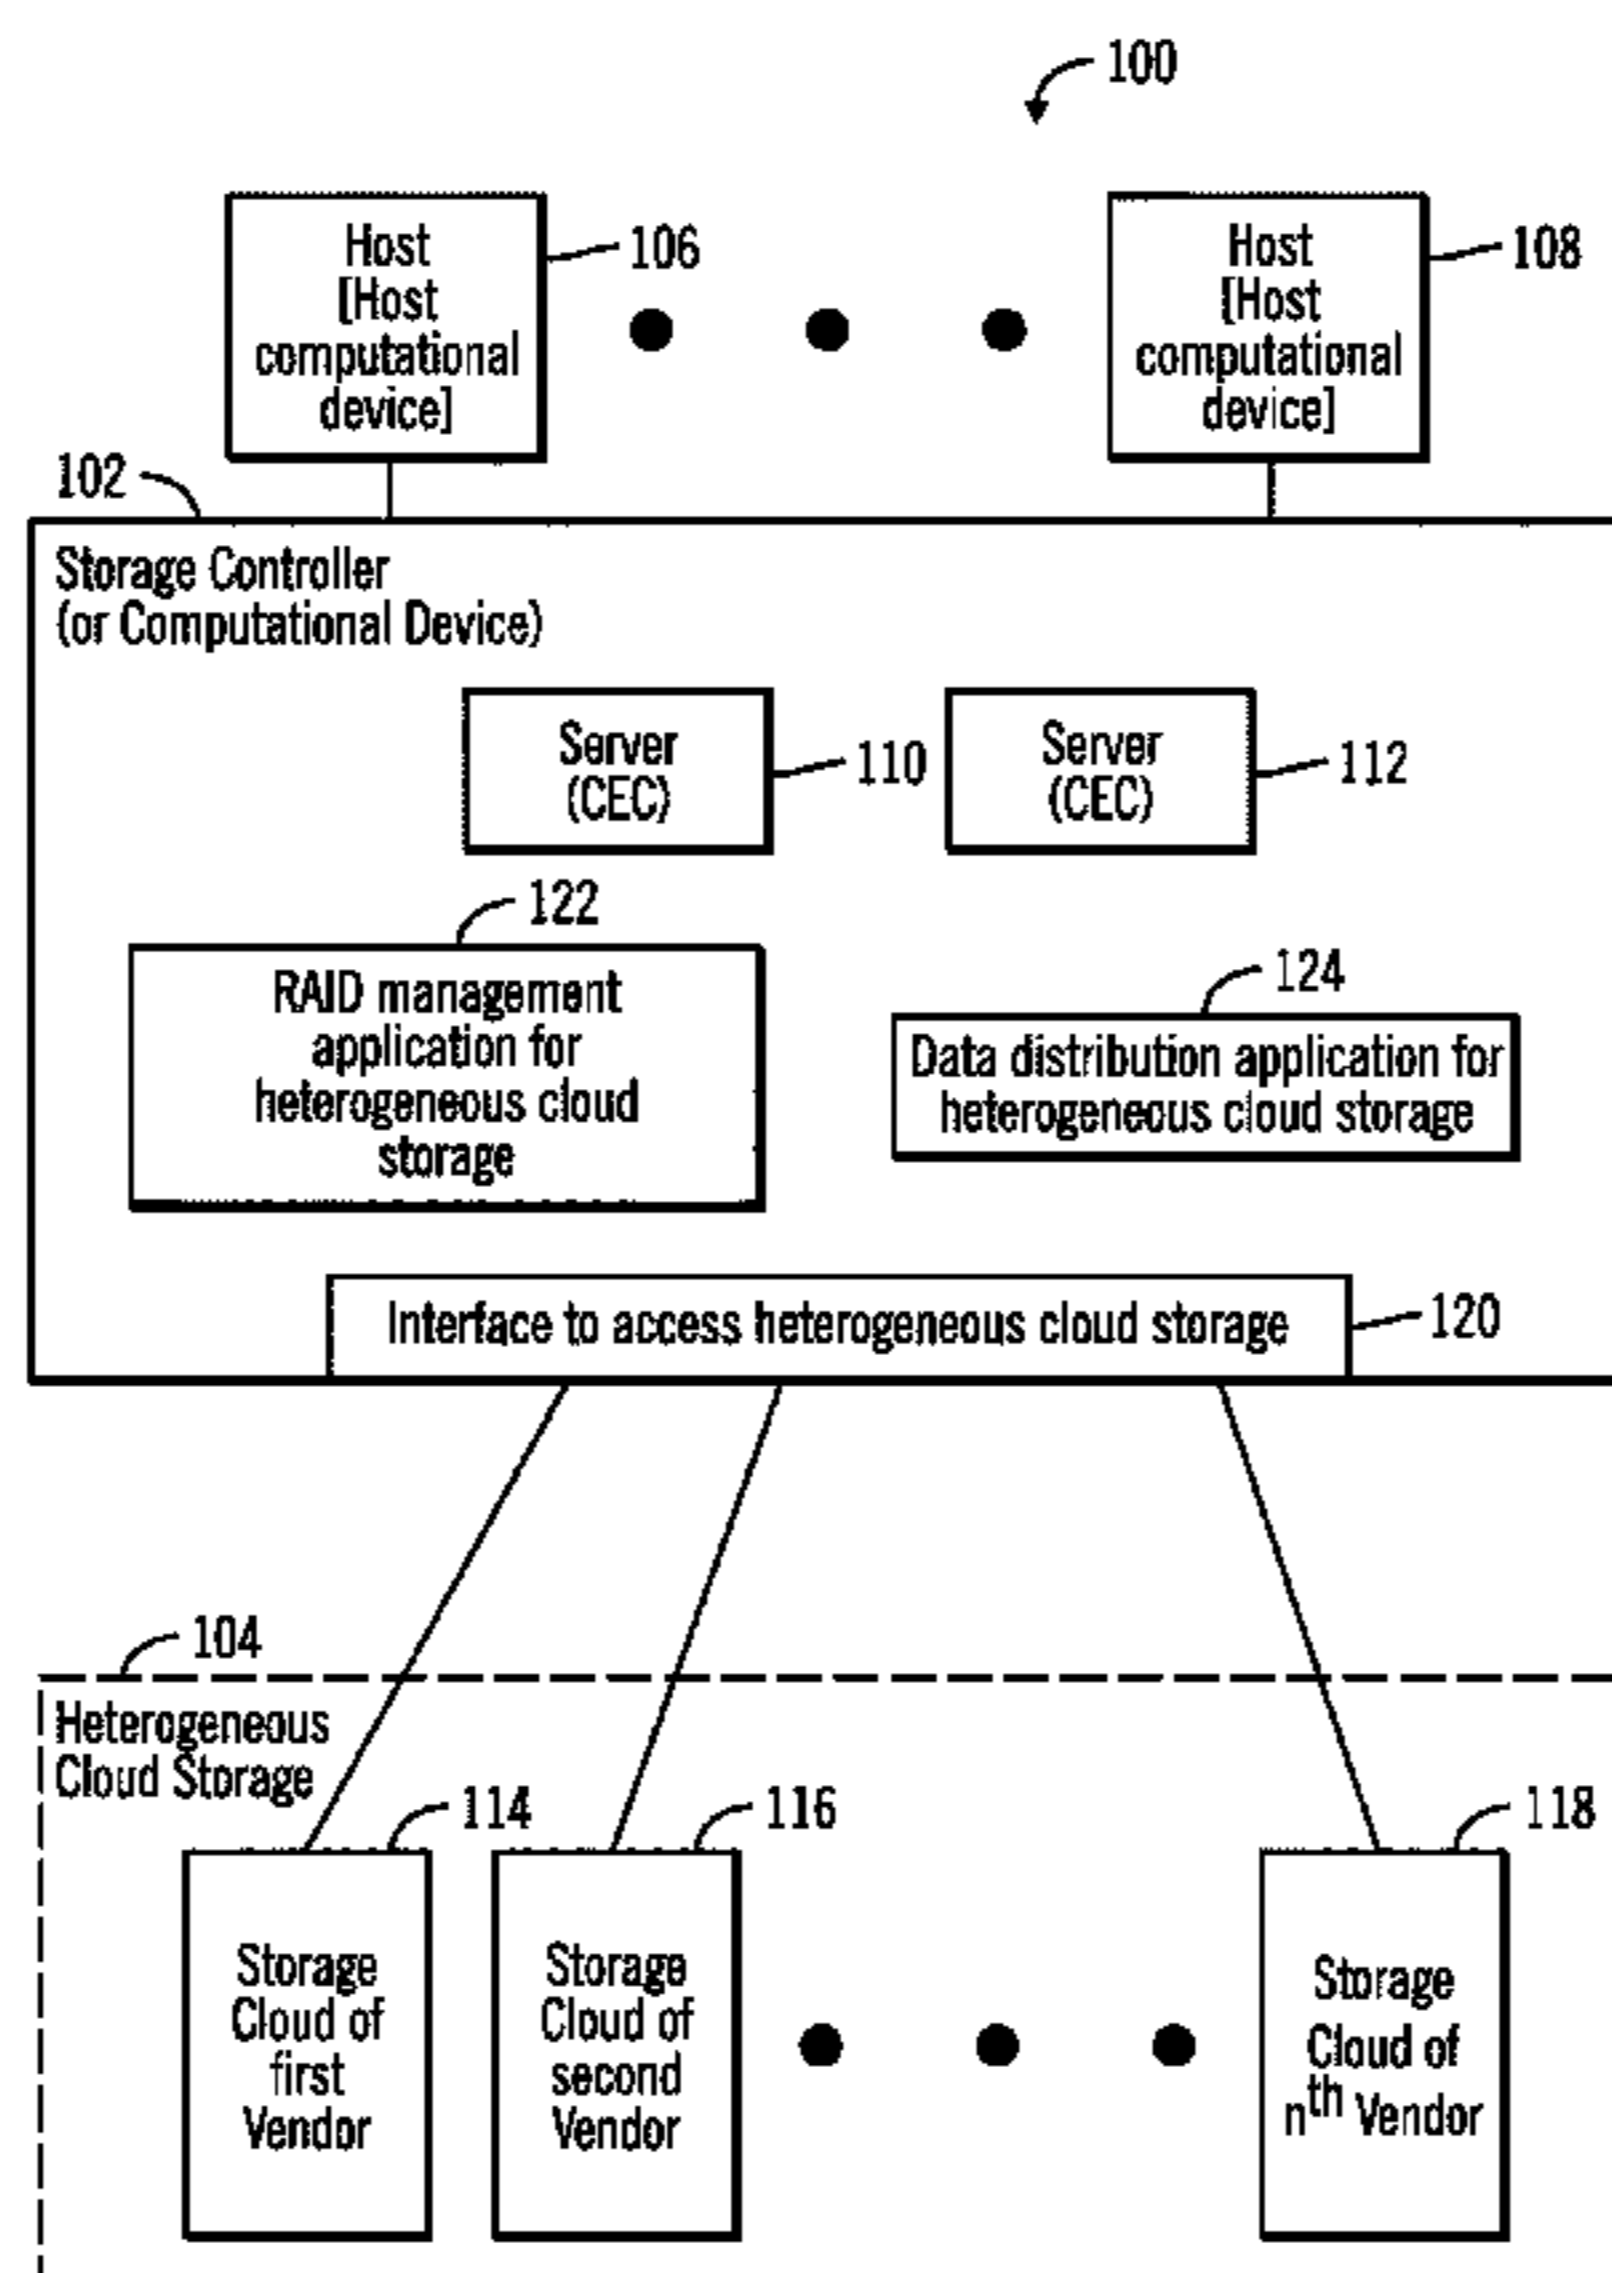 100
Host
[Host
computational
device]
106
Host
[Host
computational
device]
108
102
Storage Controller
(or Computational Device)
Server
(CEC)
110
Server
(CEC)
112
122
RAID management
application for
heterogeneous cloud
storage
124
Data distribution application for
heterogeneous cloud storage
Interface to access heterogeneous cloud storage
120
104
Heterogeneous
Cloud Storage
114
116
118
Storage
Cloud of
first
Vendor
Storage
Cloud of
second
Vendor
Storage
Cloud of
nth Vendor